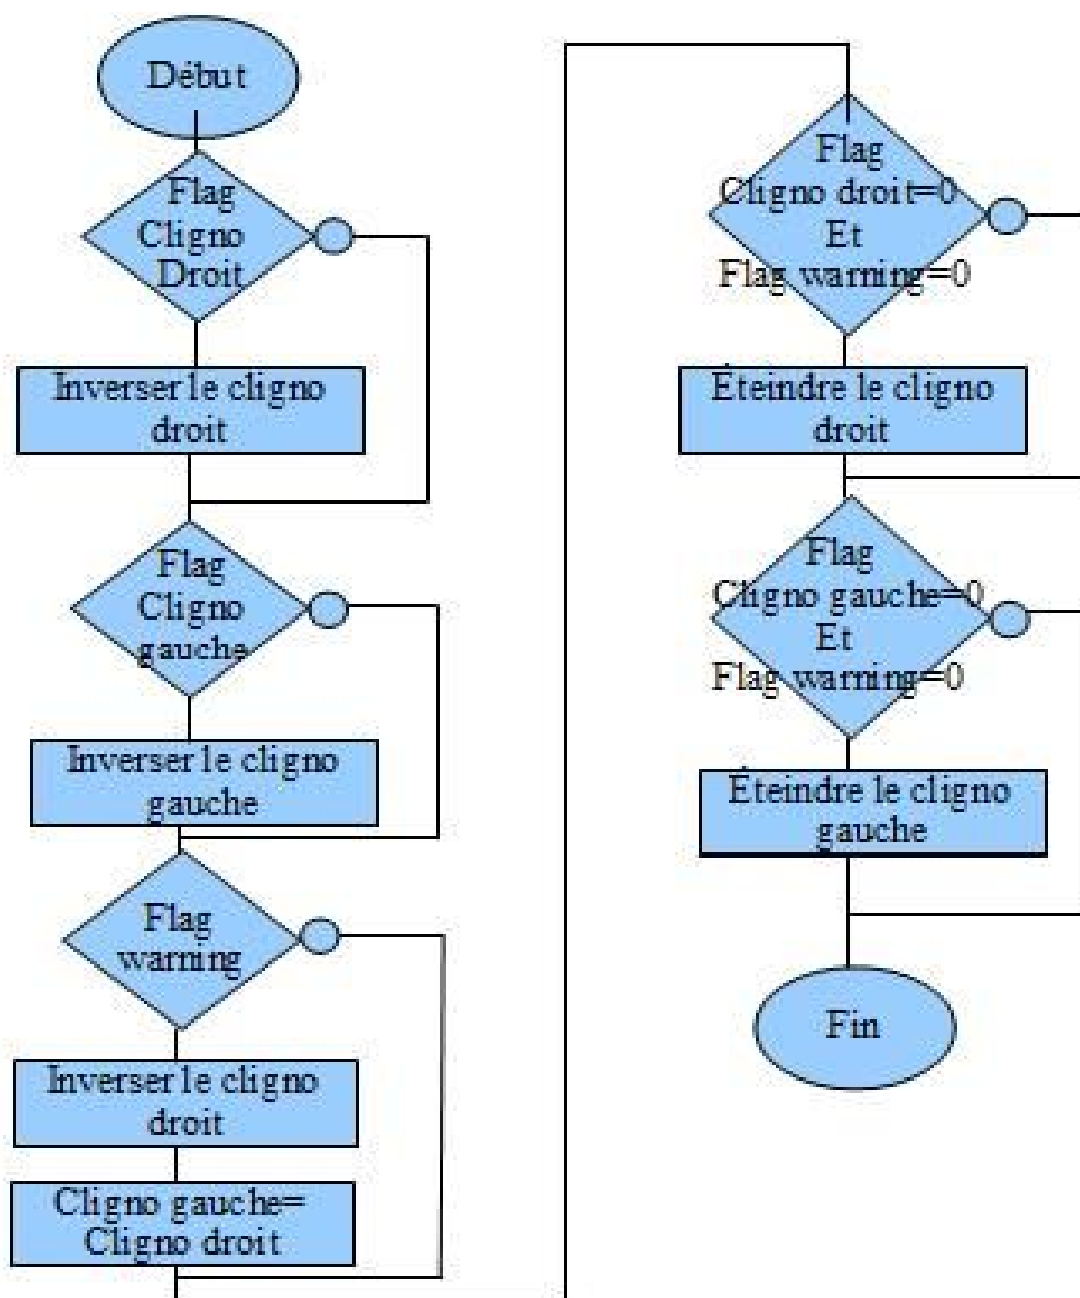 Début
Flag
Cligno
Droit
Inverser le cligno
droit
Flag
Cligno
gauche
Inverser le cligno
gauche
Flag
warning
Inverser le cligno
droit
Cligno gauche=
Cligno droit
Flag
Cligno droit=0
Et
Flag warning=0
Éteindre le cligno
droit
Flag
Cligno gauche=0
Et
Flag warning=0
Éteindre le cligno
gauche
Fin